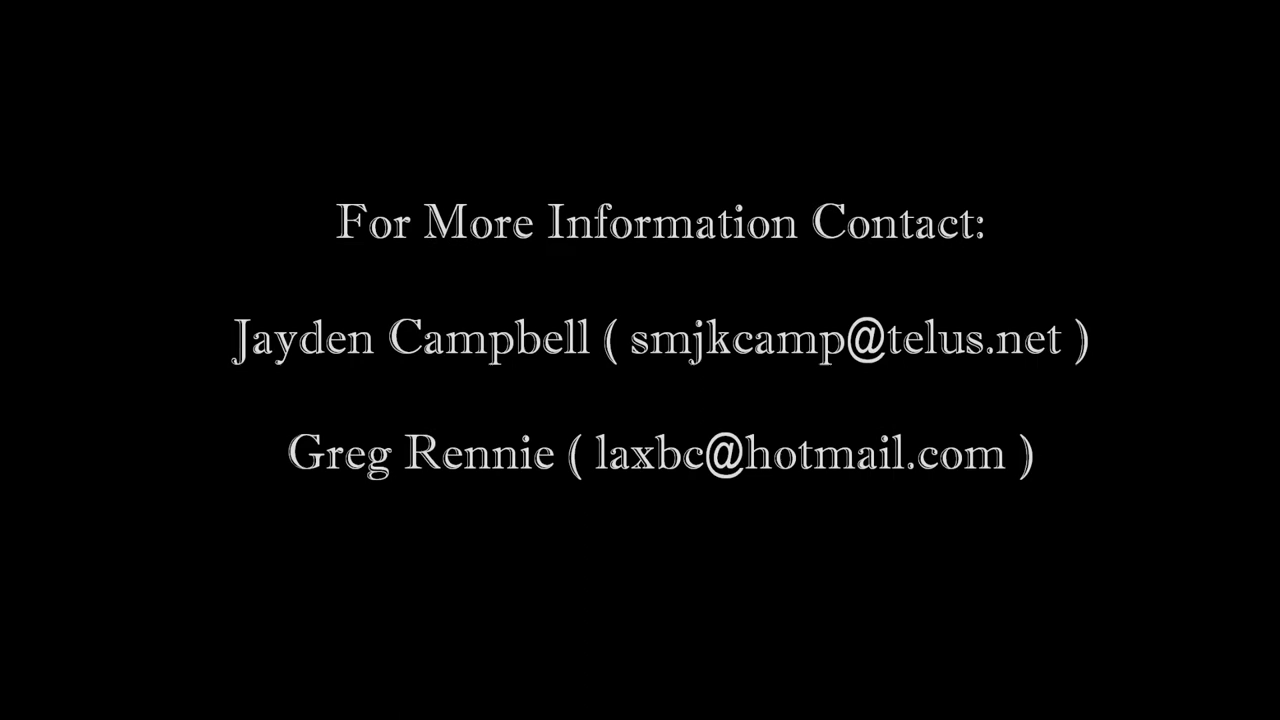 For More Information Contact:
Jayden Campbell ( smjkcamp@telus.net )
Greg Rennie ( laxbc@hotmail.com )